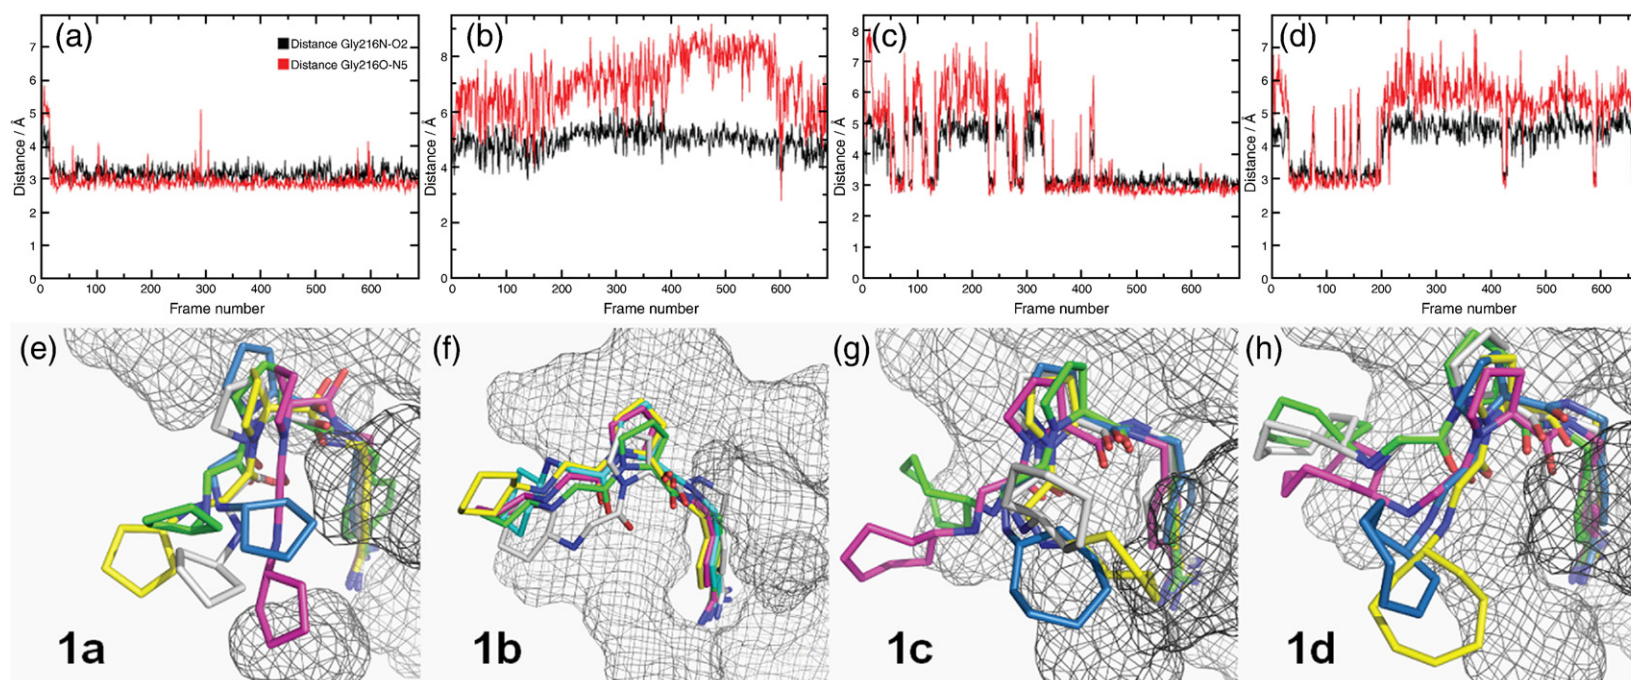 (a)
Distance Gly216N-O2
Distance Gly216O-N5
Distance / Å
7
6
5
4
3
2
1
0
0 100 200 300 400 500 600
Frame number
(b)
Distance / Å
8
6
4
2
0
0 100 200 300 400 500 600
Frame number
(c)
Distance / Å
8
7
6
5
4
3
2
1
0
0 100 200 300 400 500 600
Frame number
(d)
Distance / Å
7
6
5
4
3
2
1
0
0 100 200 300 400 500 600
Frame number
(e)
1a
(f)
1b
(g)
1c
(h)
1d